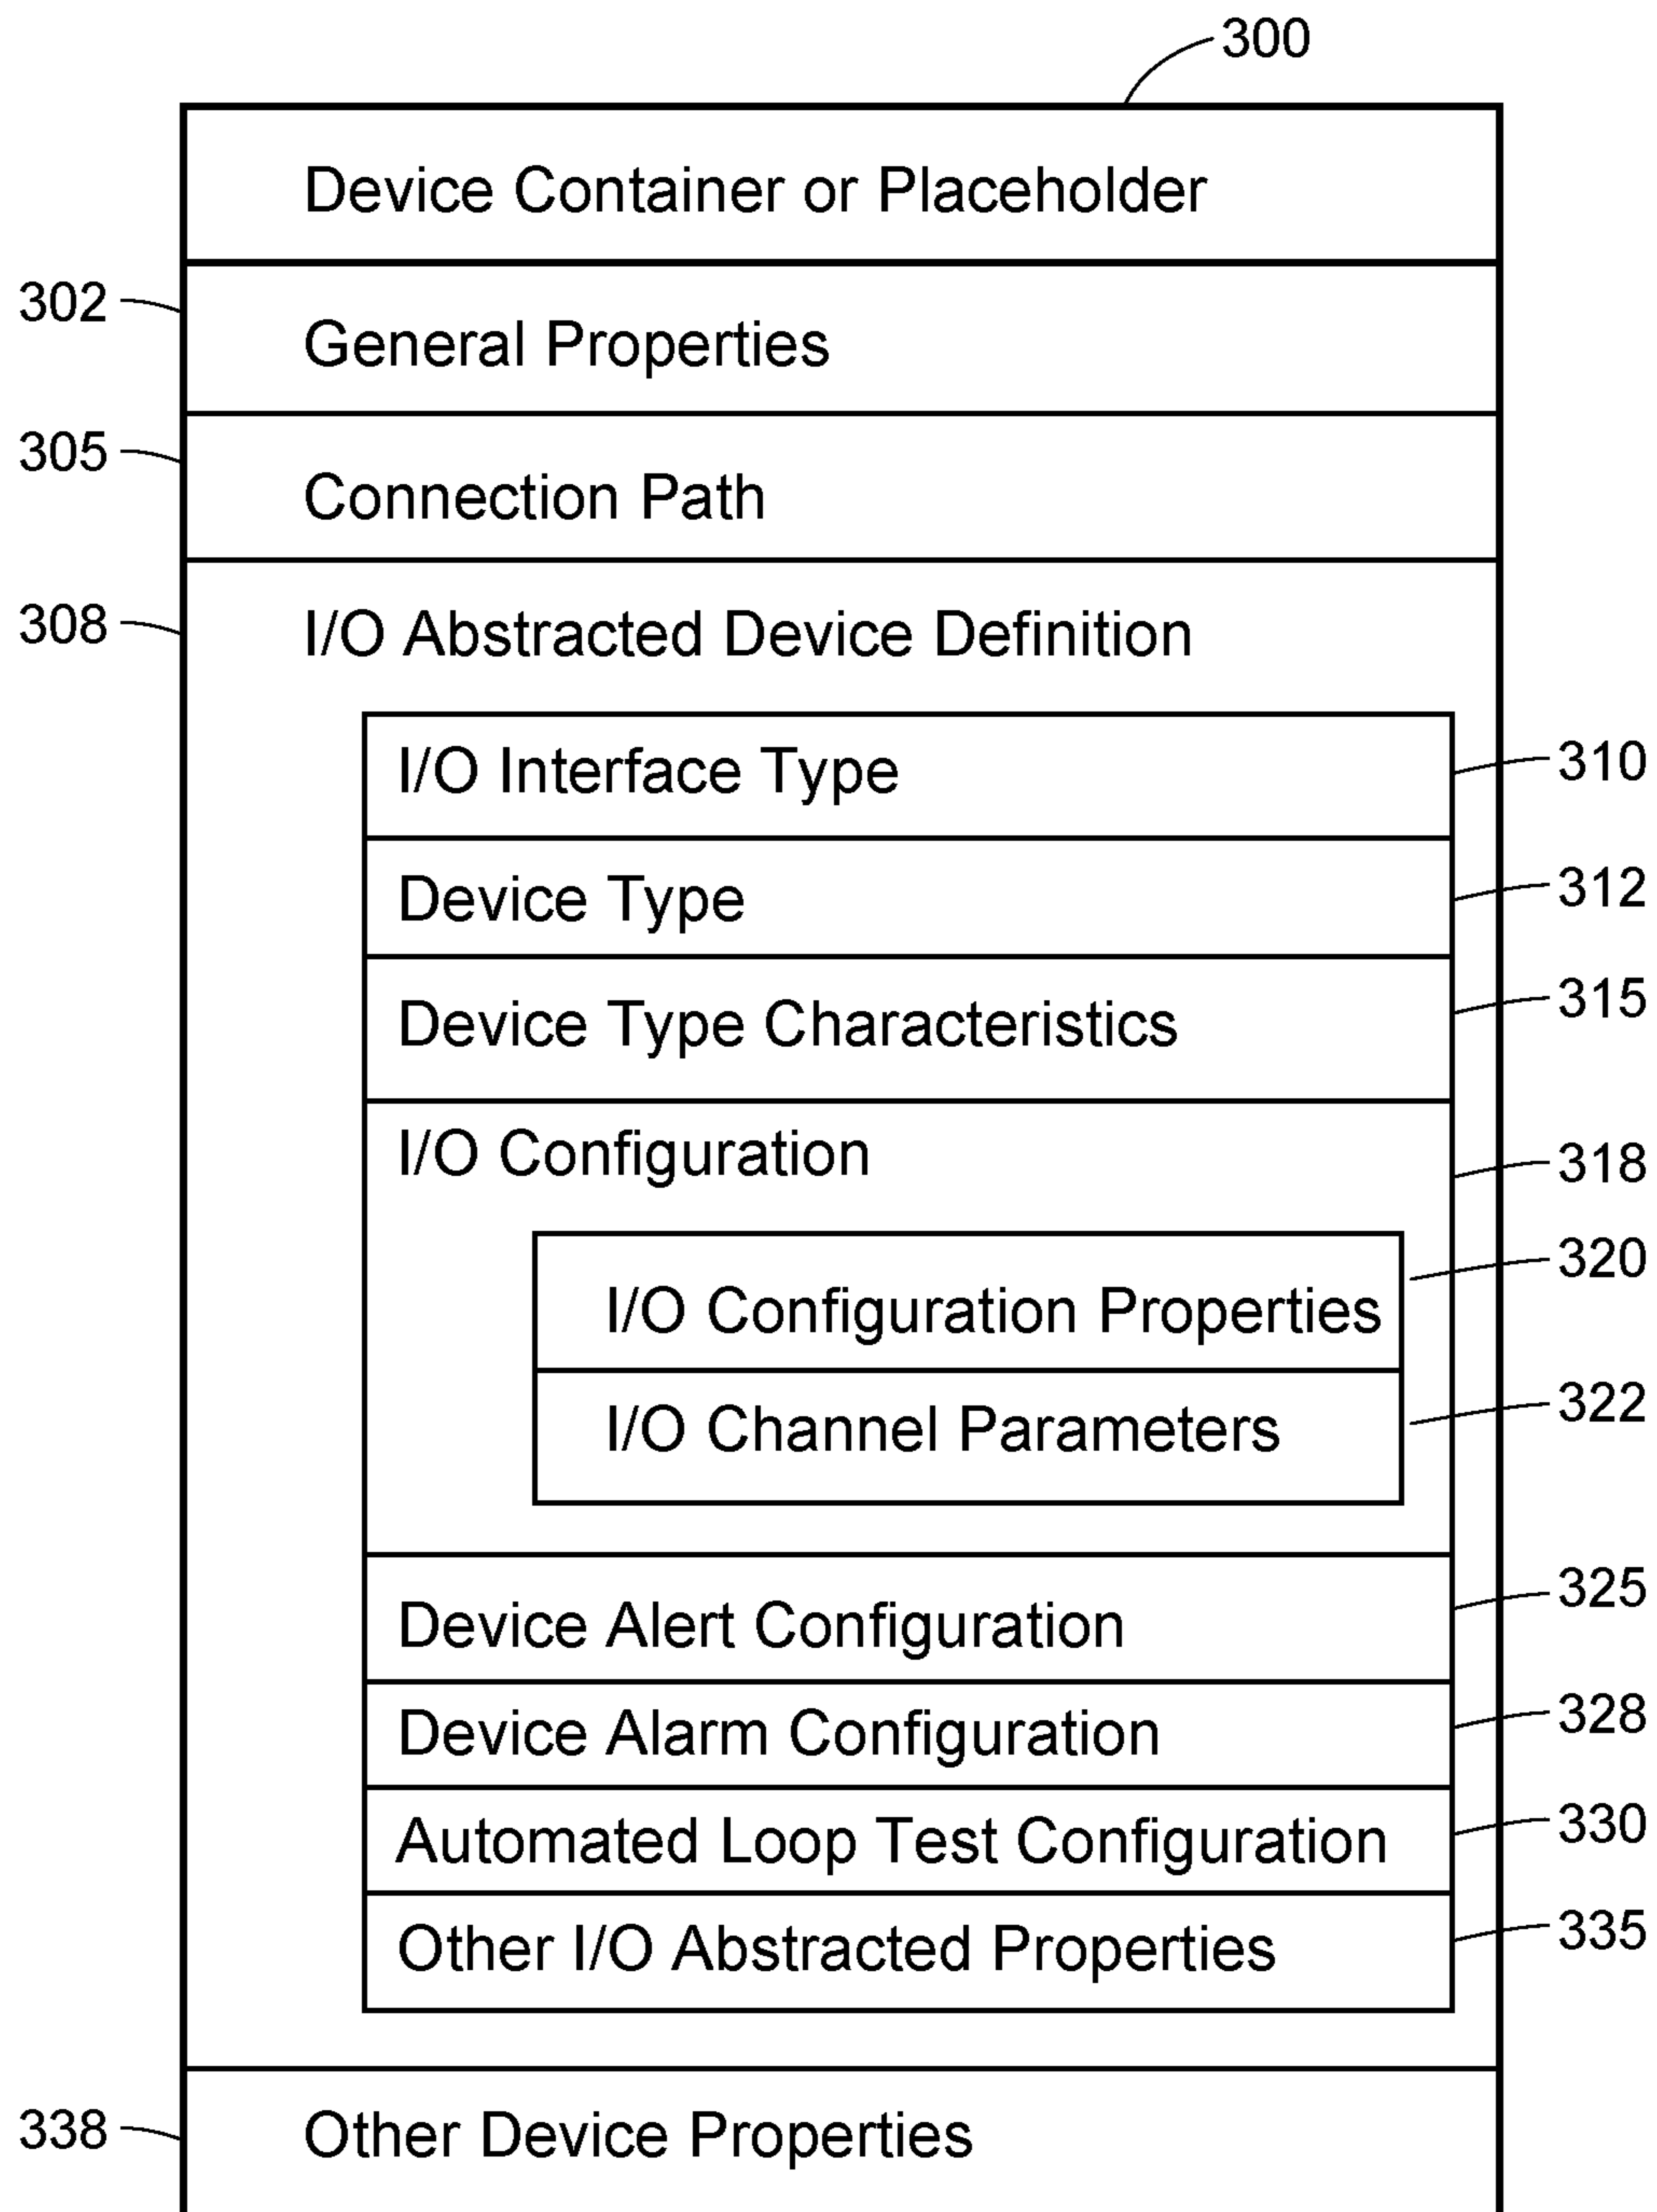 300
Device Container or Placeholder
302
General Properties
305
Connection Path
308
I/O Abstracted Device Definition
I/O Interface Type
310
Device Type
312
Device Type Characteristics
315
I/O Configuration
318
I/O Configuration Properties
320
I/O Channel Parameters
322
Device Alert Configuration
325
Device Alarm Configuration
328
Automated Loop Test Configuration
330
Other I/O Abstracted Properties
335
338
Other Device Properties